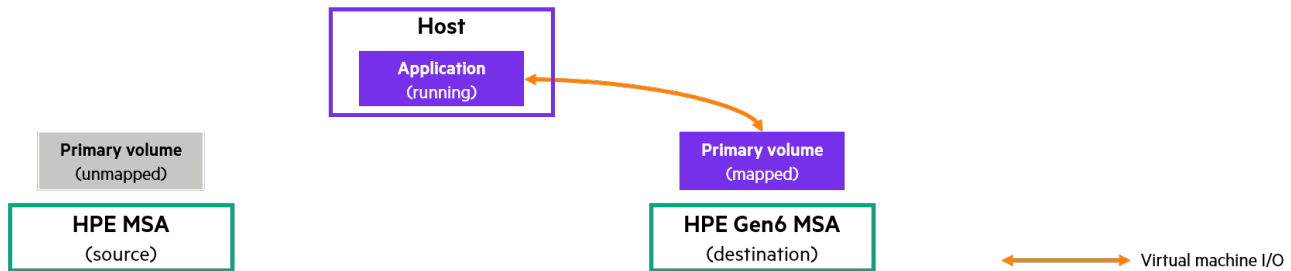 Host
Application
(running)
Primary volume
(unmapped)
Primary volume
(mapped)
HPE MSA
(source)
HPE Gen6 MSA
(destination)
Virtual machine I/O